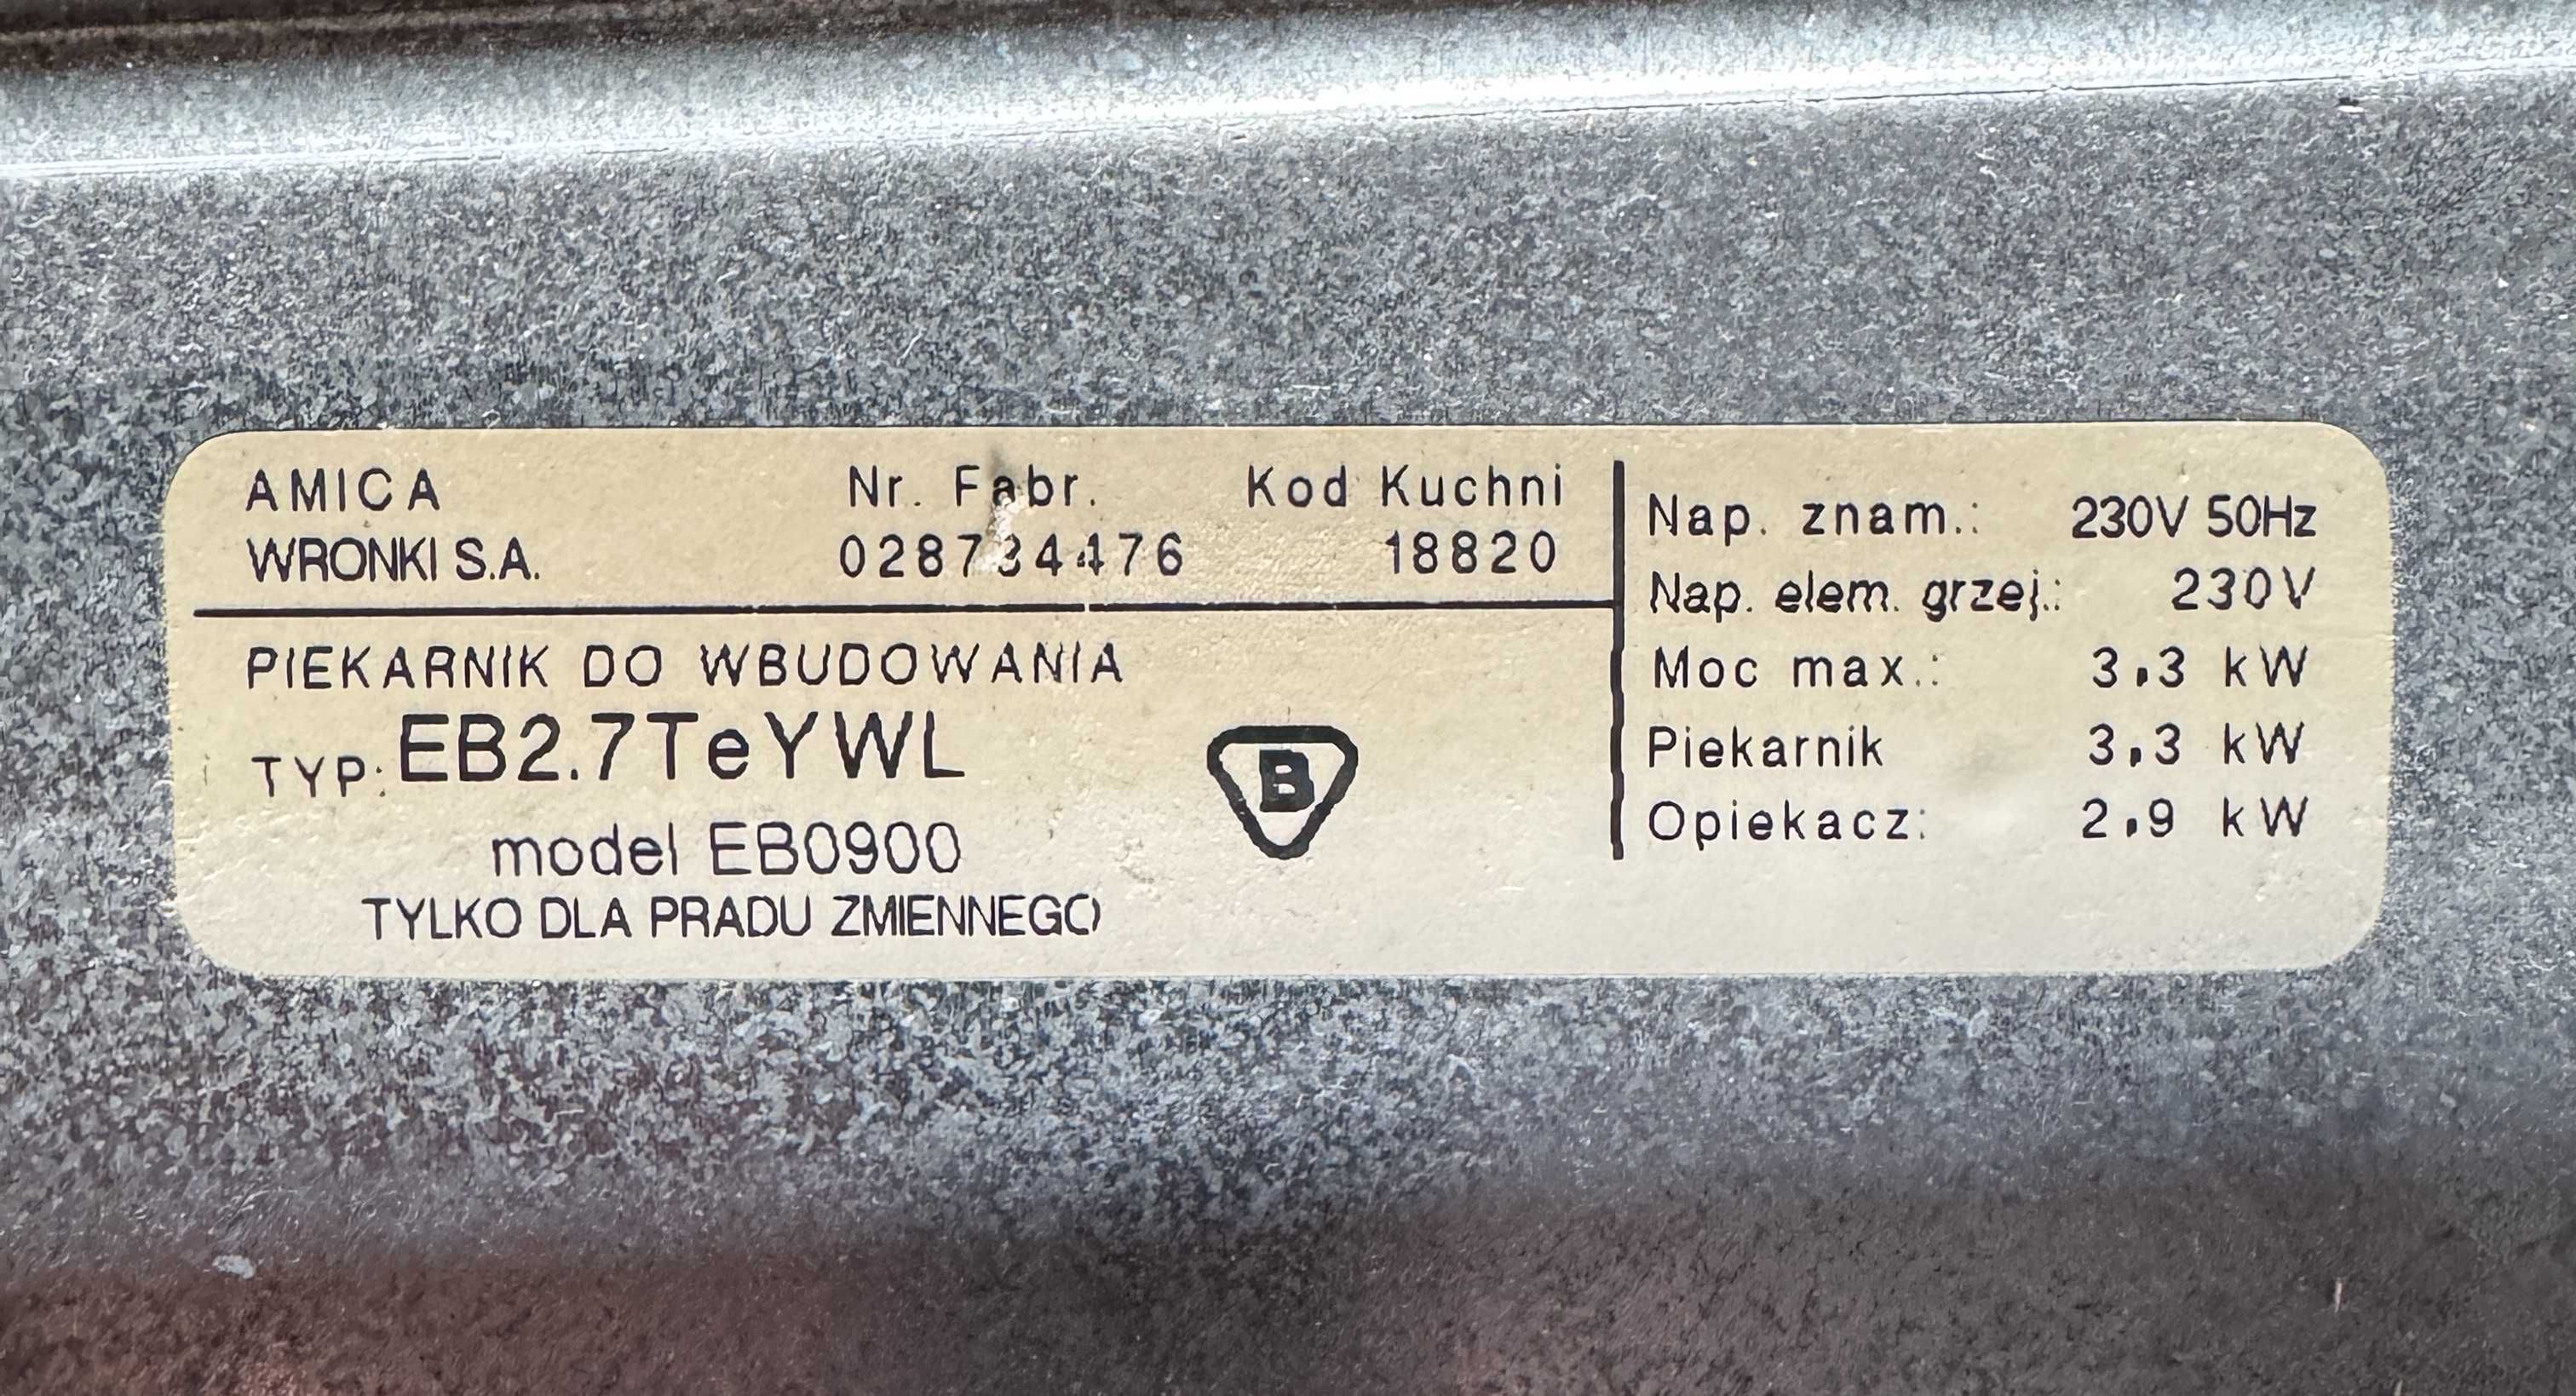 AMICA
WRONKI S.A.
Nr. Fabr.
Kod Kuchni
18820
PIEKARNIK DO WBUDOWANIA
TYP: EB2.7TeYWL
model EB0900
TYLKO DLA PRADU ZMIENNEGO
B
Nap. znam.: 230V 50Hz
Nap. elem. grzej.: 230V
Moc max.: 3.3 kW
Piekarnik 3.3 kW
Opiekacz: 2.9 kW